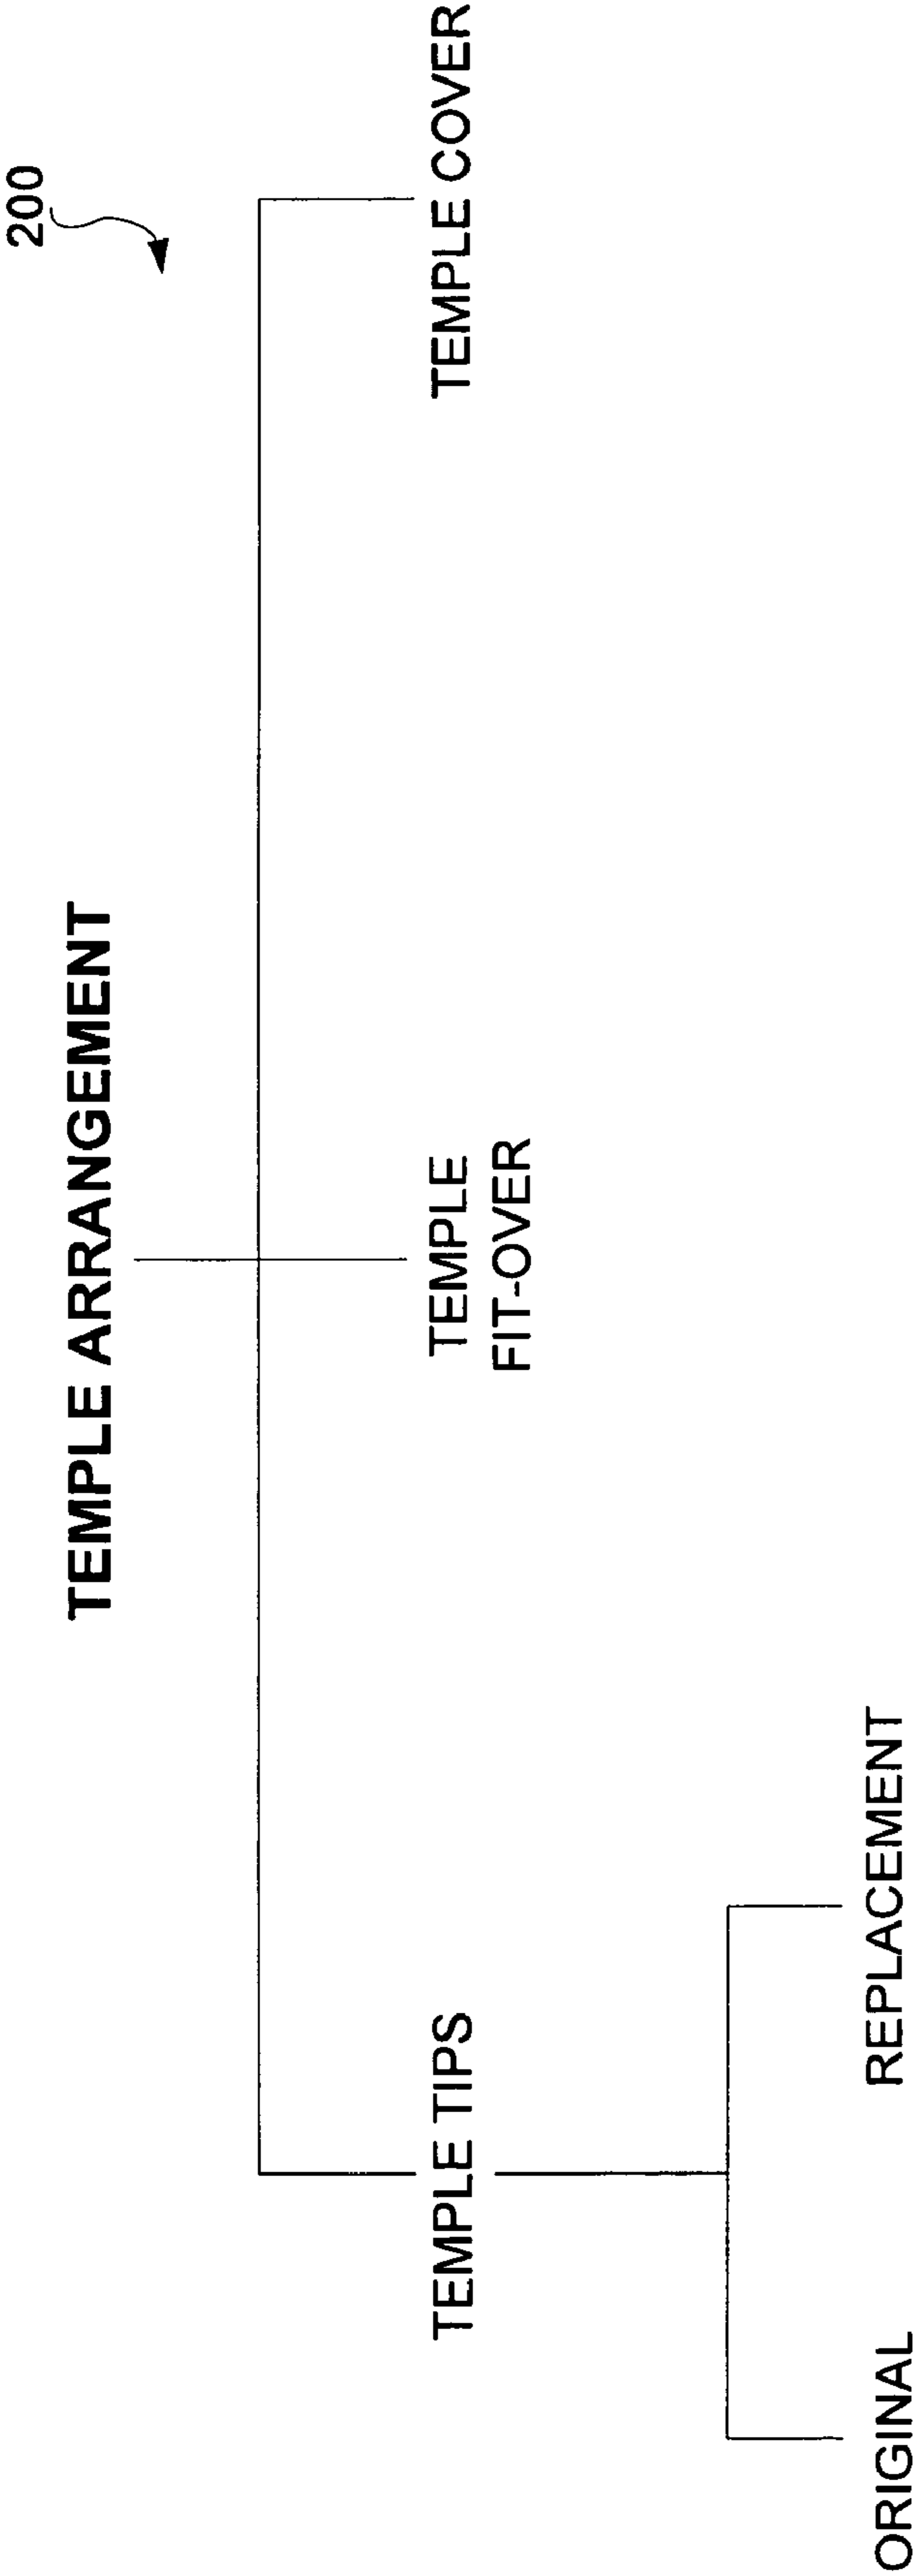 200
TEMPLE ARRANGEMENT
TEMPLE TIPS
TEMPLE
FIT-OVER
TEMPLE COVER
ORIGINAL
REPLACEMENT